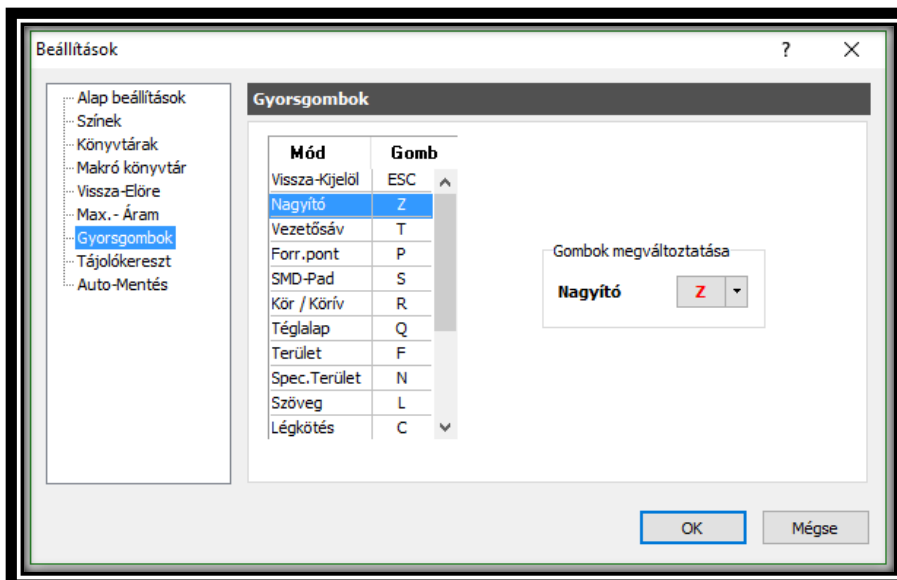 Beállítások ?
Alap beállítások
Színek
Könyvtárak
Makró könyvtár
Vissza-Elöre
Max.- Áram
Gyorsgombok
Tájolókereszt
Auto-Mentés
Gyorsgombok
Mód Gomb
Vissza-Kijelöl ESC
Nagyító Z
Vezetősáv T
Forr.pont P
SMD-Pad S
Kör / Körív R
Téglalap Q
Terület F
Spec.Terület N
Szöveg L
Légkötés C
Gombok megváltoztatása
Nagyító Z
OK Mégse